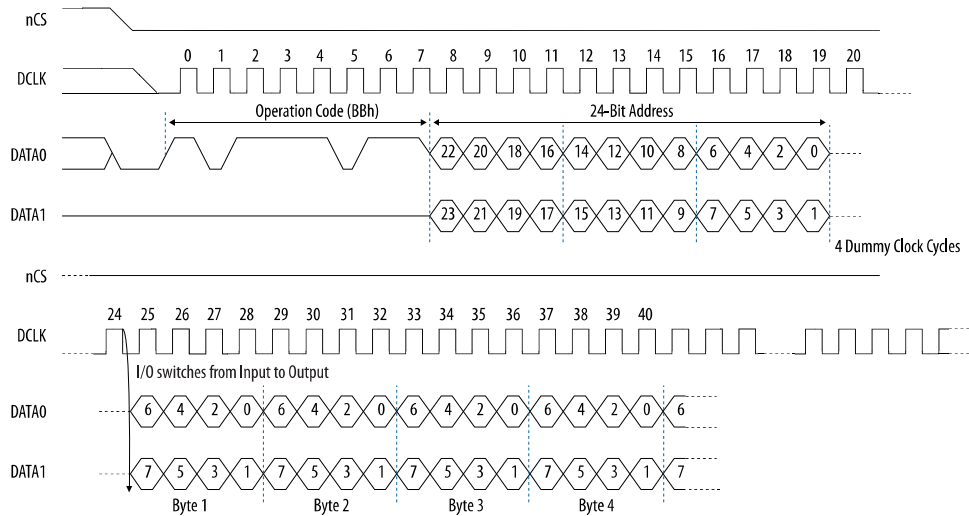 nCS
0 1 2 3 4 5 6 7 8 9 10 11 12 13 14 15 16 17 18 19 20
DCLK
Operation Code (BBh) 24-Bit Address
DATA0 22 20 18 16 14 12 10 8 6 4 2 0
DATA1 23 21 19 17 15 13 11 9 7 5 3 1
4 Dummy Clock Cycles
nCS
24 25 26 27 28 29 30 31 32 33 34 35 36 37 38 39 40
DCLK
I/O switches from Input to Output
DATA0 6 4 2 0 6 4 2 0 6 4 2 0 6 4 2 0 6
DATA1 7 5 3 1 7 5 3 1 7 5 3 1 7 5 3 1 7
Byte 1 Byte 2 Byte 3 Byte 4